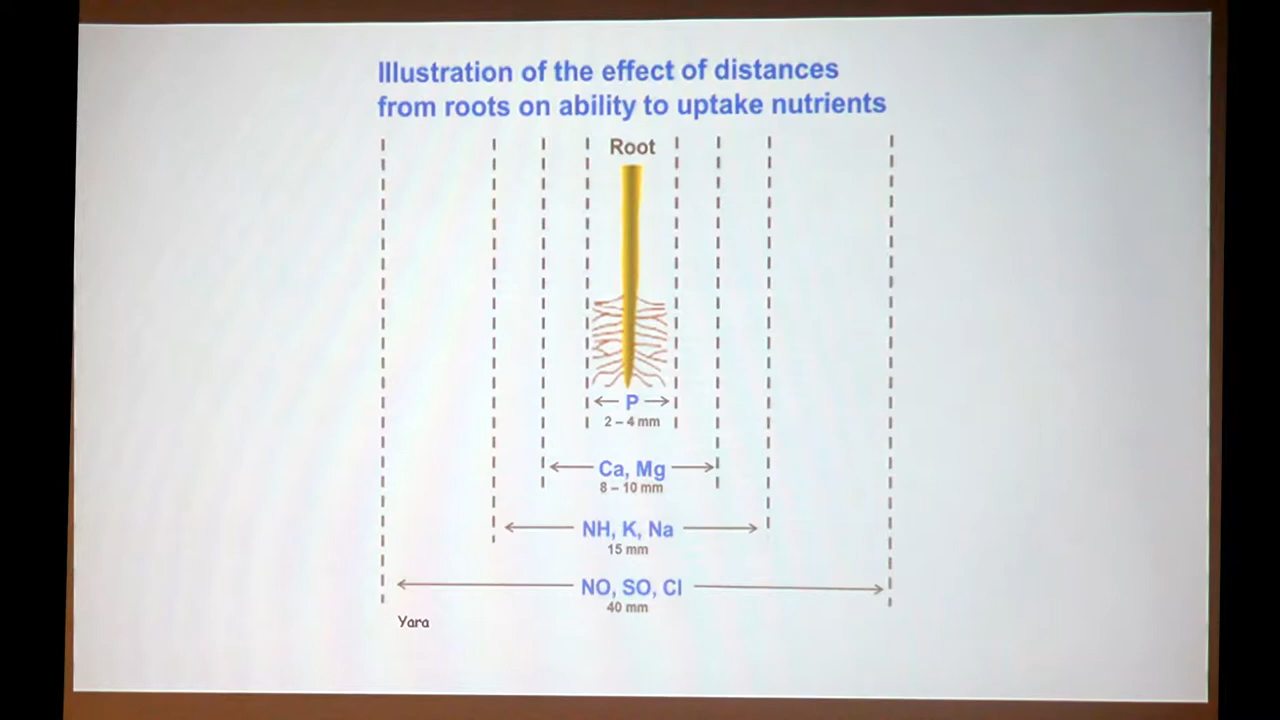 Illustration of the effect of distances
from roots on ability to uptake nutrients
Root
P
2 – 4 mm
Ca, Mg
8 – 10 mm
NH, K, Na
15 mm
NO, SO, Cl
40 mm
Yara